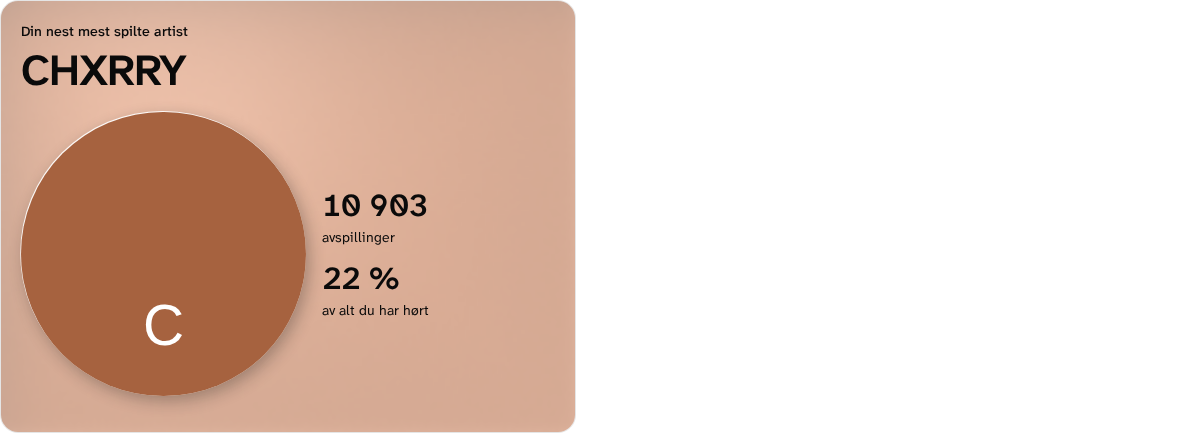 Din nest mest spilte artist
CHXRRY
C
10 903
avspillinger
22 %
av alt du har hørt